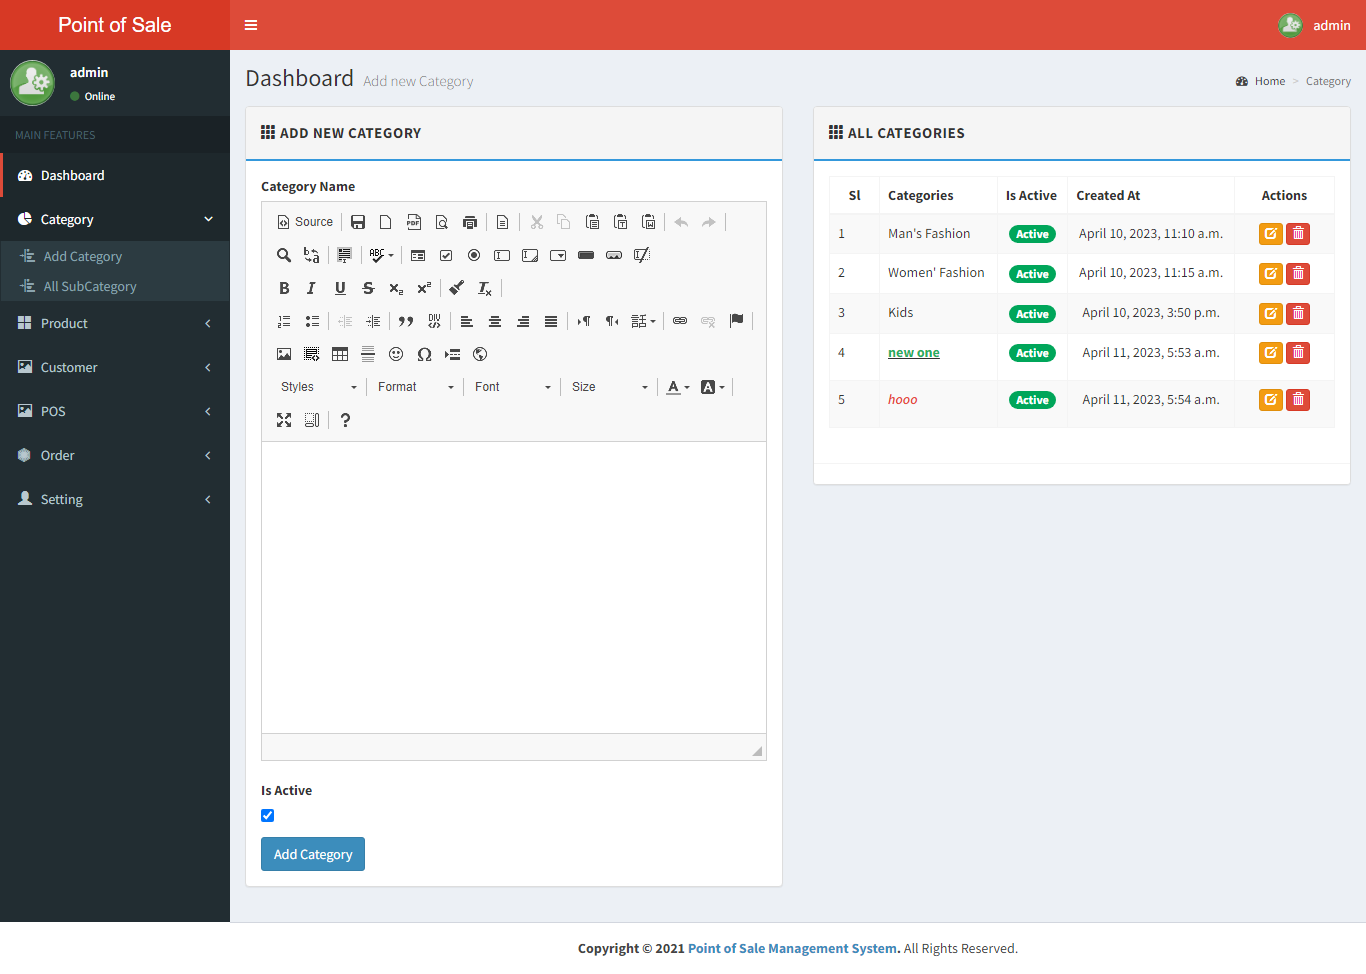 Point of Sale
admin
admin
Online
MAIN FEATURES
Dashboard
Category
Add Category
All SubCategory
Product
Customer
POS
Order
Setting
Dashboard Add new Category
Home > Category
ADD NEW CATEGORY
Category Name
Source
Styles Format Font Size
Is Active
Add Category
ALL CATEGORIES
Sl Categories Is Active Created At Actions
1 Man's Fashion Active April 10, 2023, 11:10 a.m.
2 Women' Fashion Active April 10, 2023, 11:15 a.m.
3 Kids Active April 10, 2023, 3:50 p.m.
4 new one Active April 11, 2023, 5:53 a.m.
5 hooo Active April 11, 2023, 5:54 a.m.
Copyright © 2021 Point of Sale Management System. All Rights Reserved.